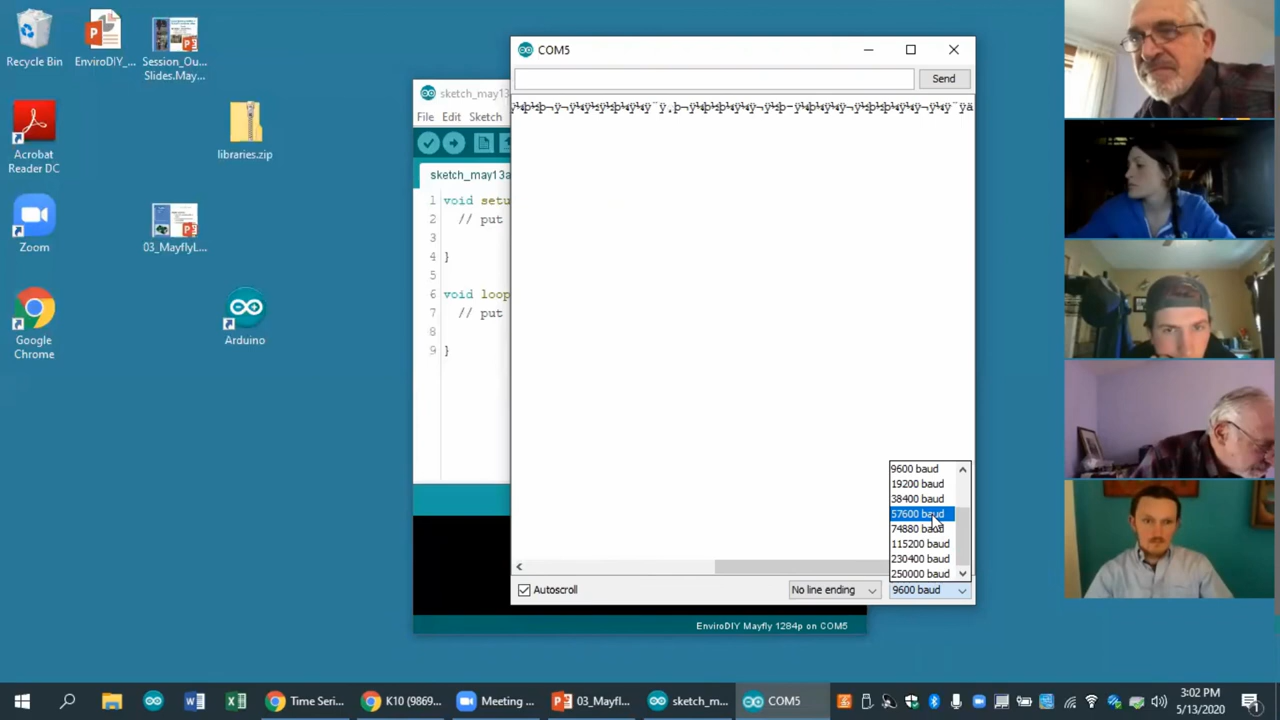 Recycle Bin
EnviroDIY_...
Session_Ou...
Slides.May...
Acrobat
Reader DC
libraries.zip
Zoom
03_MayflyL...
Google
Chrome
Arduino
sketch_may13
File Edit Sketch
sketch_may13a
1 void setu
2 // put
3
4 }
5
6 void loop
7 // put
8
9 }
COM5
Send
9600 baud
19200 baud
38400 baud
57600 baud
74880 baud
115200 baud
230400 baud
250000 baud
Autoscroll
No line ending
9600 baud
EnviroDIY Mayfly 1284p on COM5
Time Seri...
K10 (9869...
Meeting ...
03_Mayfl...
sketch_m...
COM5
3:02 PM
5/13/2020